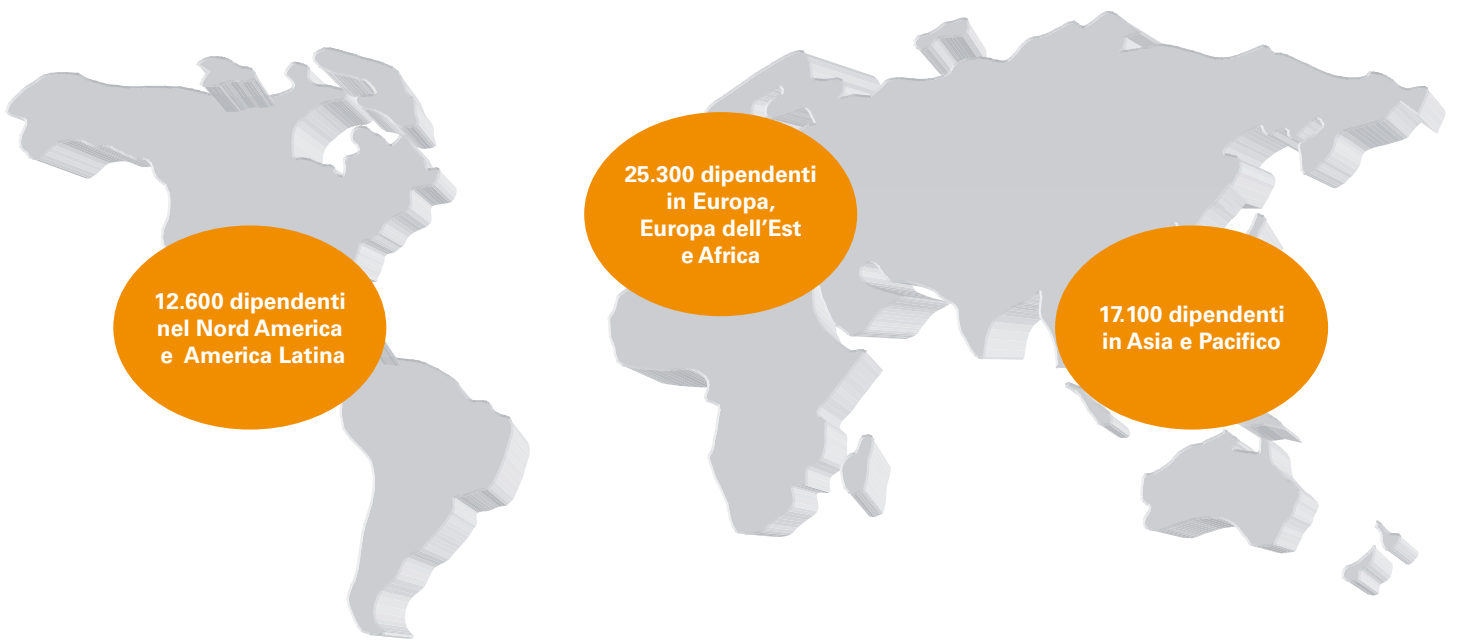 12.600 dipendenti
nel Nord America
e America Latina
25.300 dipendenti
in Europa,
Europa dell’Est
e Africa
17.100 dipendenti
in Asia e Pacifico